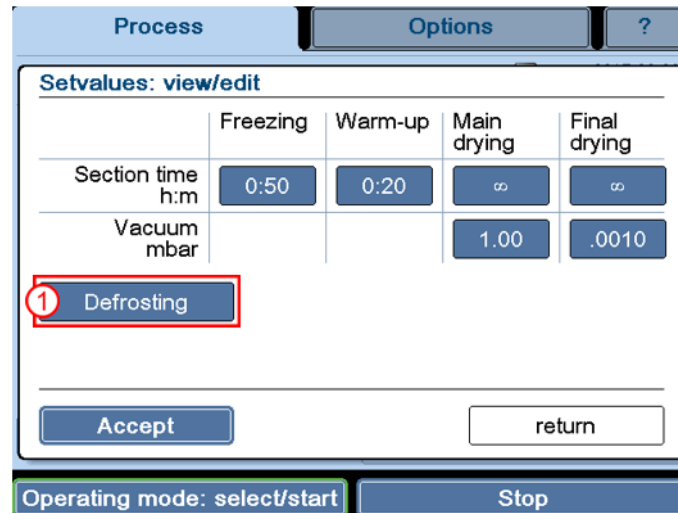 Process
Options
?
Setvalues: view/edit
Freezing
Warm-up
Main
drying
Final
drying
Section time
h:m
0:50
0:20
∞
∞
Vacuum
mbar
1.00
.0010
1
Defrosting
Accept
return
Operating mode: select/start
Stop